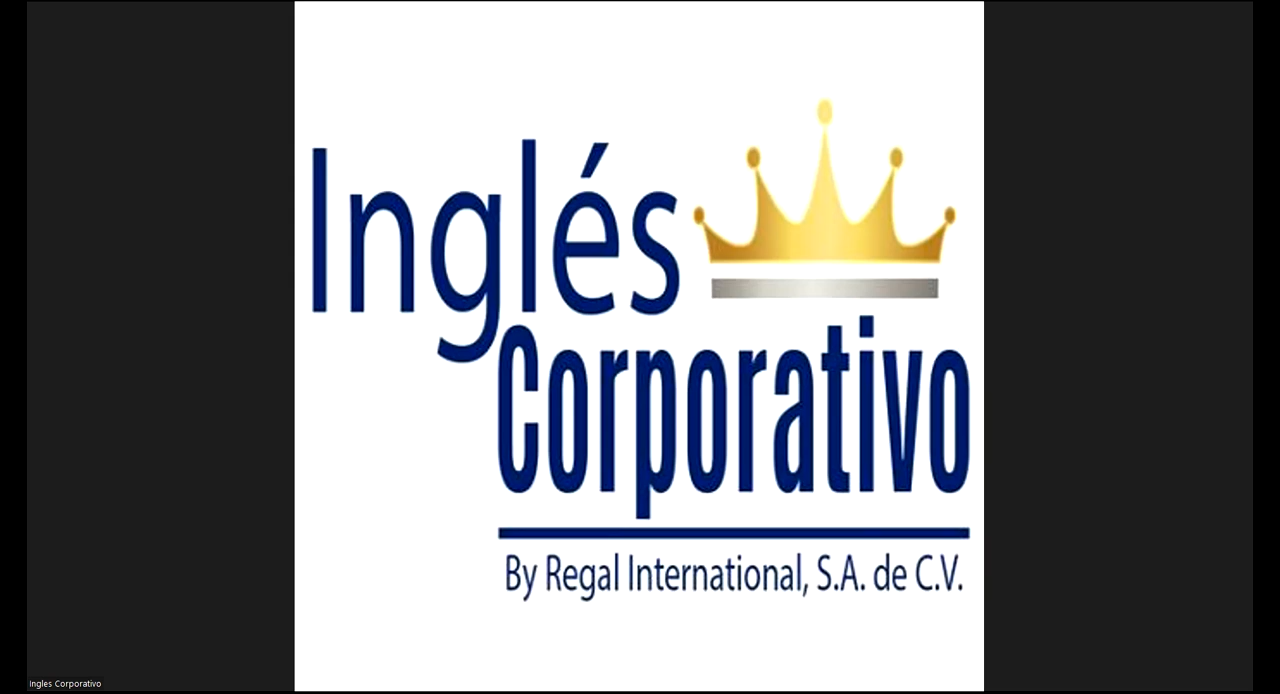 Inglés
Corporativo
By Regal International, S.A. de C.V.
Ingles Corporativo